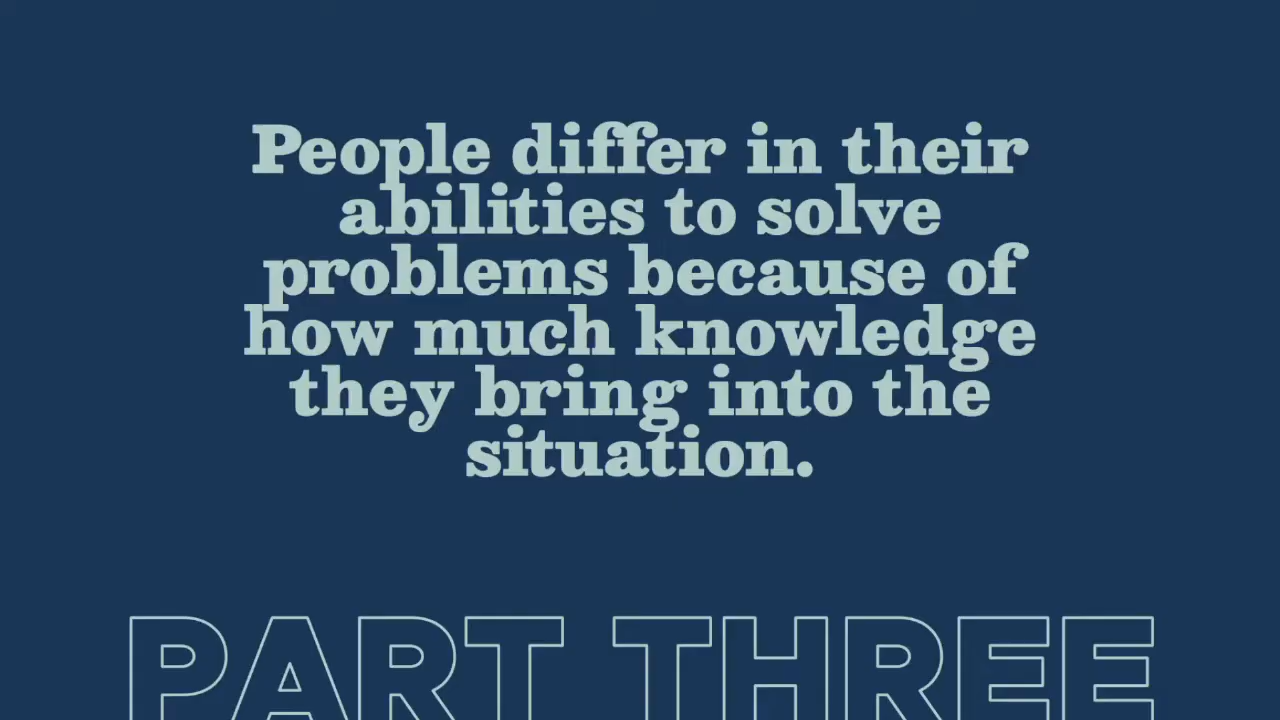 People differ in their
abilities to solve
problems because of
how much knowledge
they bring into the
situation.
PART THREE